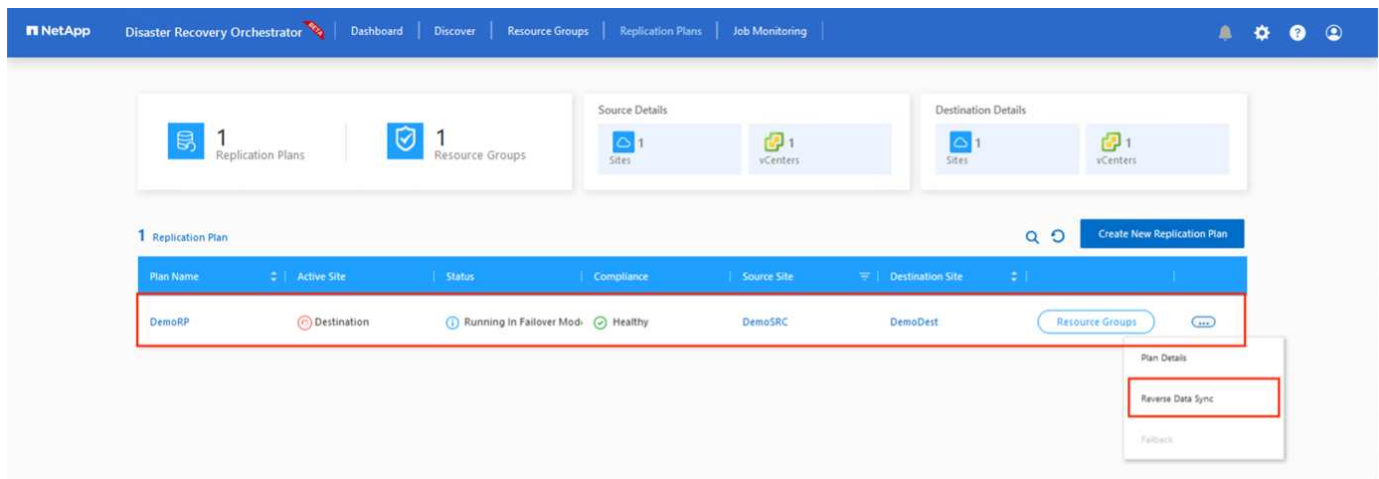 NetApp Disaster Recovery Orchestrator BETA Dashboard Discover Resource Groups Replication Plans Job Monitoring
Source Details Destination Details
1 Replication Plans 1 Resource Groups
1 Sites 1 vCenters 1 Sites 1 vCenters
1 Replication Plan Create New Replication Plan
Plan Name Active Site Status Compliance Source Site Destination Site
DemoRP Destination Running In Failover Mod Healthy DemoSRC DemoDest Resource Groups ...
Plan Details
Reverse Data Sync
Failback